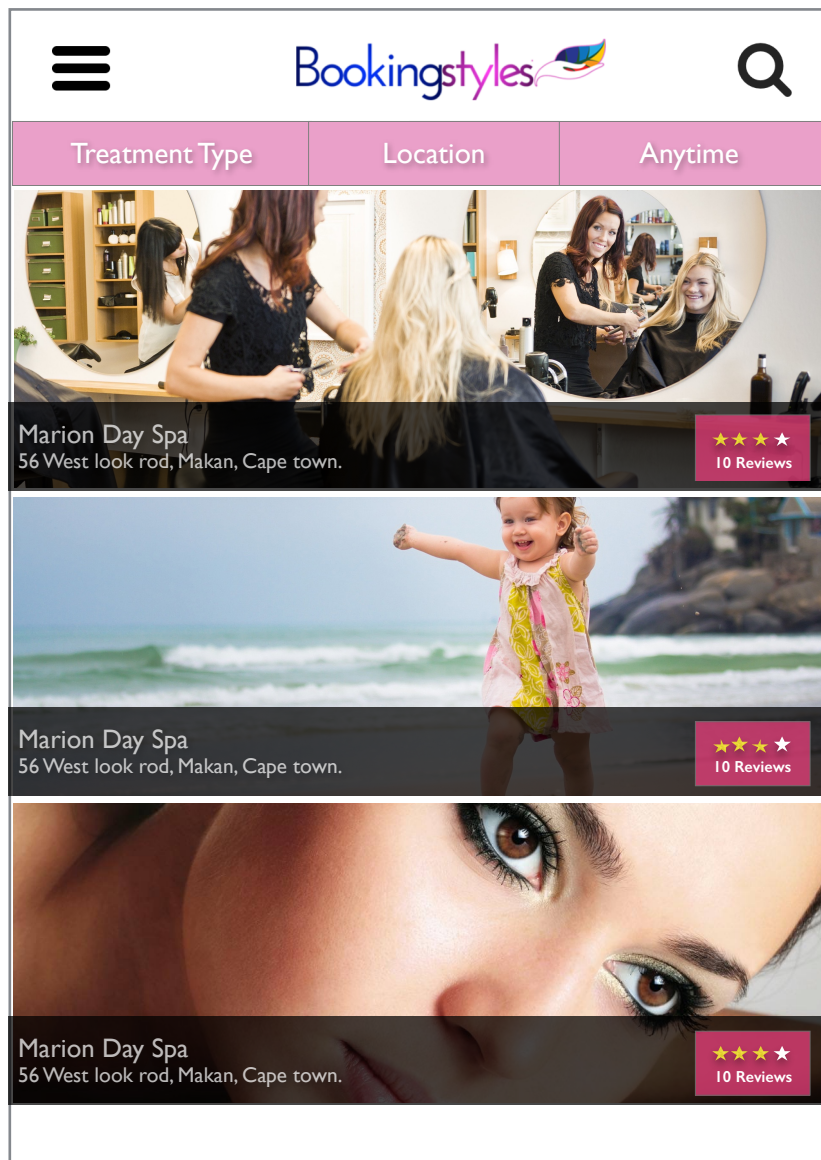 Bookingstyles
Treatment Type
Location
Anytime
Marion Day Spa
56 West look rod, Makan, Cape town.
10 Reviews
Marion Day Spa
56 West look rod, Makan, Cape town.
10 Reviews
Marion Day Spa
56 West look rod, Makan, Cape town.
10 Reviews